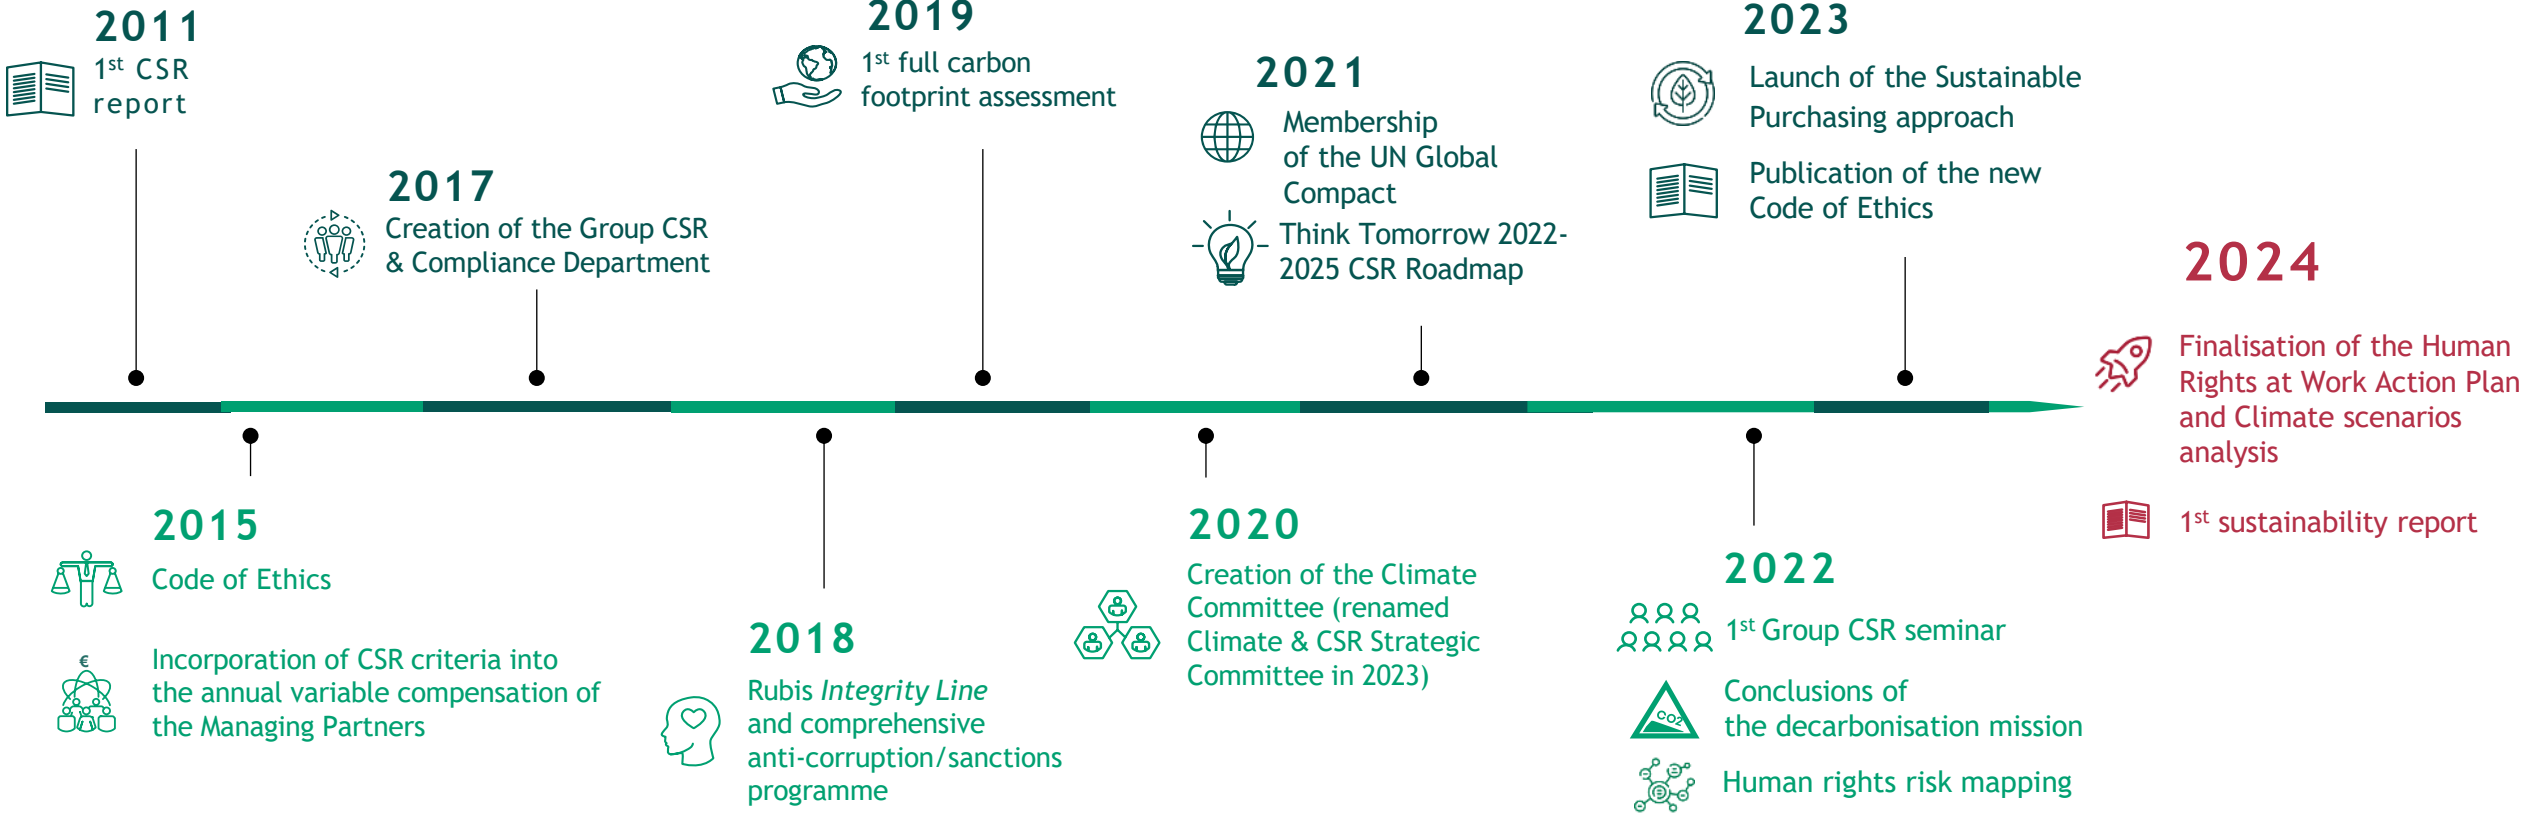 2011
1st CSR
report
2015
Code of Ethics
€
Incorporation of CSR criteria into
the annual variable compensation of
the Managing Partners
2017
Creation of the Group CSR
& Compliance Department
2018
Rubis Integrity Line
and comprehensive
anti-corruption/sanctions
programme
2019
1st full carbon
footprint assessment
2020
Creation of the Climate
Committee (renamed
Climate & CSR Strategic
Committee in 2023)
2021
Membership
of the UN Global
Compact
Think Tomorrow 2022-
2025 CSR Roadmap
2022
1st Group CSR seminar
CO2
Conclusions of
the decarbonisation mission
Human rights risk mapping
2023
Launch of the Sustainable
Purchasing approach
Publication of the new
Code of Ethics
2024
Finalisation of the Human
Rights at Work Action Plan
and Climate scenarios
analysis
1st sustainability report